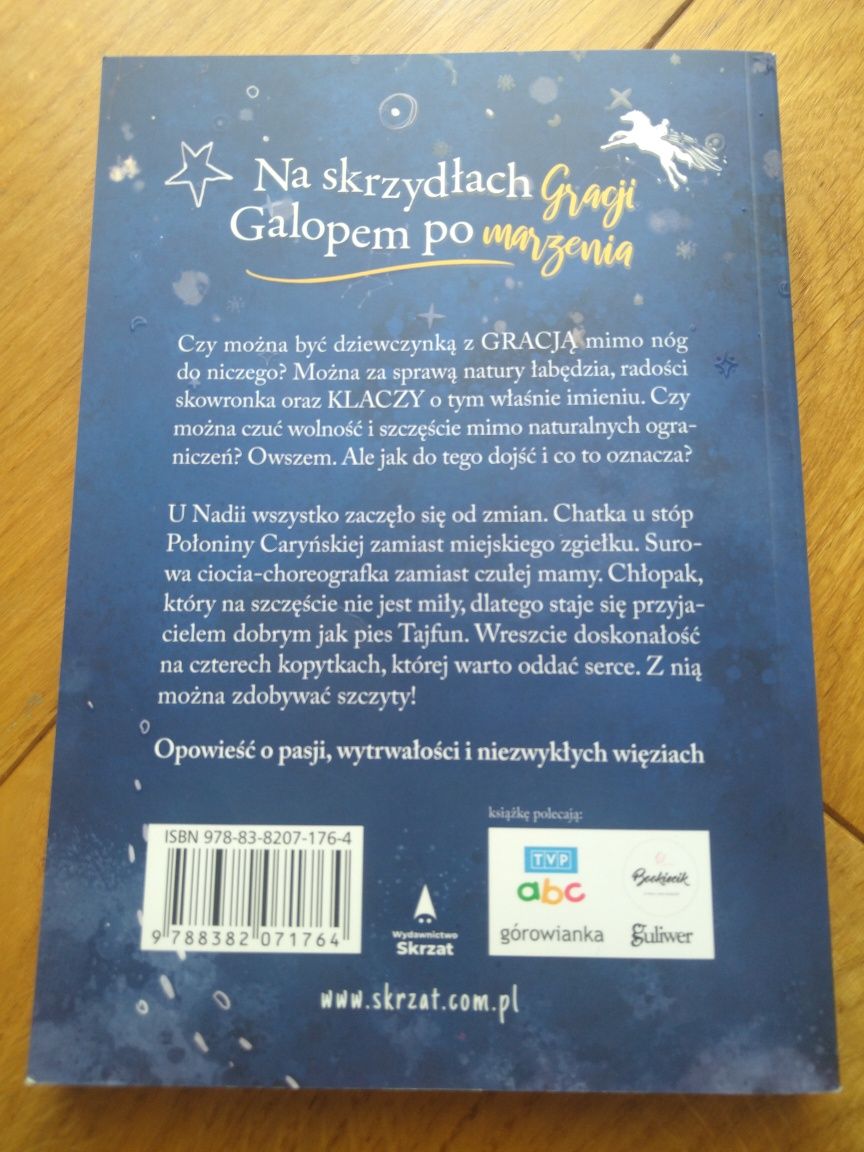 Na skrzydłach Gracji
Galopem po marzenia
Czy można być dziewczynką z GRACJĄ mimo nóg
do niczego? Można za sprawą natury łabędzia, radości
skowronka oraz KLACZY o tym właśnie imieniu. Czy
można czuć wolność i szczęście mimo naturalnych ogra-
niczeń? Owszem. Ale jak do tego dojść i co to oznacza?
U Nadii wszystko zaczęło się od zmian. Chatka u stóp
Połoniny Caryńskiej zamiast miejskiego zgiełku. Suro-
wa ciocia-choreografka zamiast czułej mamy. Chłopak,
który na szczęście nie jest miły, dlatego staje się przyja-
cielem dobrym jak pies Tajfun. Wreszcie doskonałość
na czterech kopytkach, której warto oddać serce. Z nią
można zdobywać szczyty!
Opowieść o pasji, wytrwałości i niezwykłych więziach
książkę polecają:
ISBN 978-83-8207-176-4
9 788382 071764
Wydawnictwo
Skrzat
TVP
abc
górowianka
guliwer
www.skrzat.com.pl